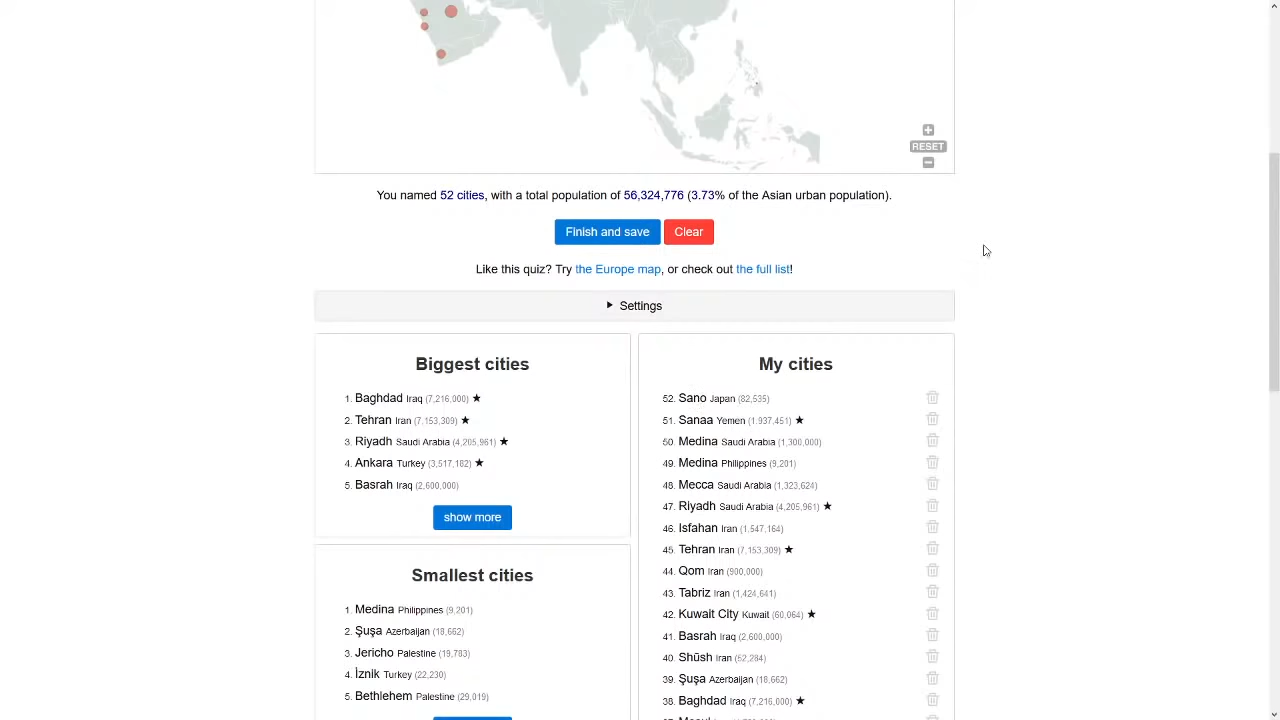 RESET
You named 52 cities, with a total population of 56,324,776 (3.73% of the Asian urban population).
Finish and save Clear
Like this quiz? Try the Europe map, or check out the full list!
Settings
Biggest cities
1. Baghdad Iraq (7,216,000) ★
2. Tehran Iran (7,153,309) ★
3. Riyadh Saudi Arabia (4,205,961) ★
4. Ankara Turkey (3,517,182) ★
5. Basrah Iraq (2,600,000)
show more
Smallest cities
1. Medina Philippines (9,201)
2. Şuşa Azerbaijan (18,662)
3. Jericho Palestine (19,783)
4. İznik Turkey (22,230)
5. Bethlehem Palestine (29,019)
My cities
52. Sano Japan (82,535)
51. Sanaa Yemen (1,937,451) ★
50. Medina Saudi Arabia (1,300,000)
49. Medina Philippines (9,201)
48. Mecca Saudi Arabia (1,323,624)
47. Riyadh Saudi Arabia (4,205,961) ★
46. Isfahan Iran (1,547,164)
45. Tehran Iran (7,153,309) ★
44. Qom Iran (900,000)
43. Tabriz Iran (1,424,641)
42. Kuwait City Kuwait (60,064) ★
41. Basrah Iraq (2,600,000)
40. Shūsh Iran (52,284)
39. Şuşa Azerbaijan (18,662)
38. Baghdad Iraq (7,216,000) ★